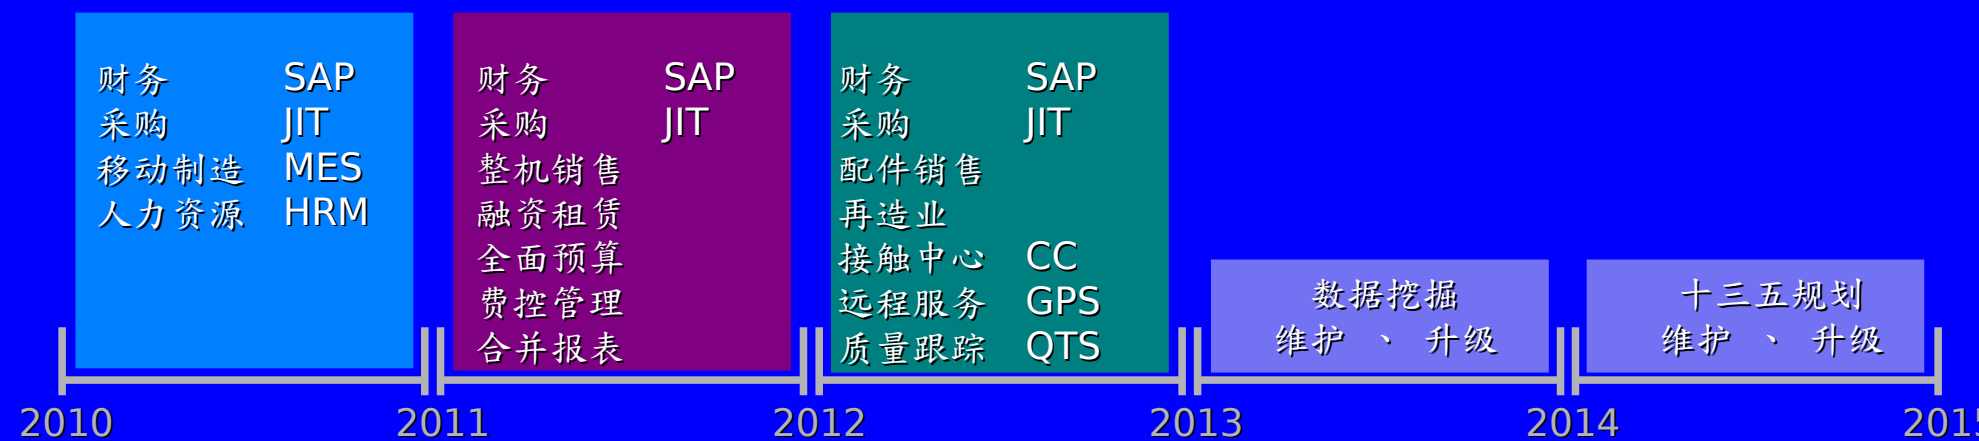 财务 SAP
采购 JIT
移动制造 MES
人力资源 HRM
财务 SAP
采购 JIT
整机销售
融资租赁
全面预算
费控管理
合并报表
财务 SAP
采购 JIT
配件销售
再造业
接触中心 CC
远程服务 GPS
质量跟踪 QTS
数据挖掘
维护 、 升级
十三五规划
维护 、 升级
2010 2011 2012 2013 2014 2015